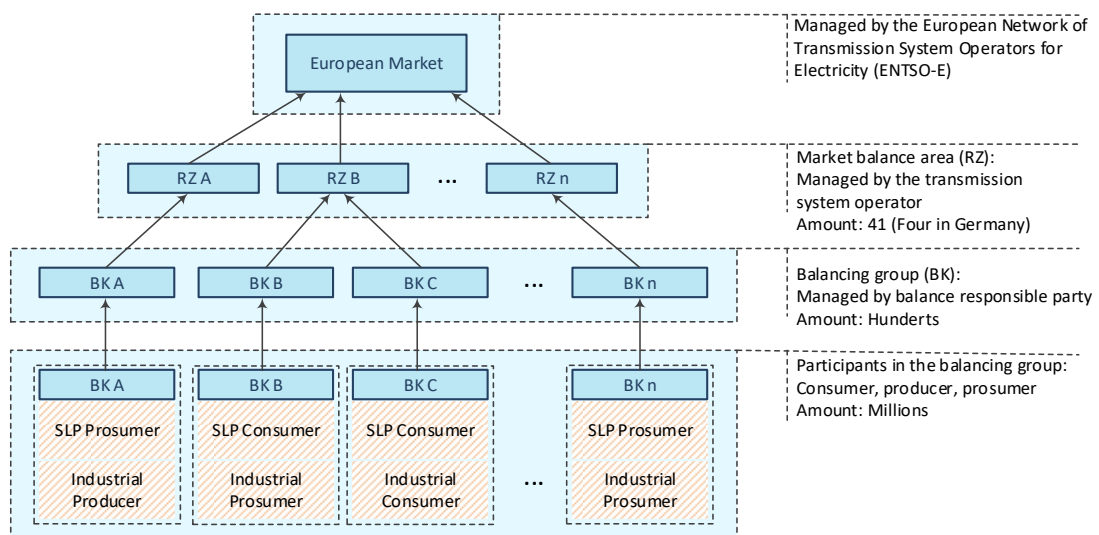 European Market
Managed by the European Network of
Transmission System Operators for
Electricity (ENTSO-E)
RZ A
RZ B
...
RZ n
Market balance area (RZ):
Managed by the transmission
system operator
Amount: 41 (Four in Germany)
BK A
BK B
BK C
...
BK n
Balancing group (BK):
Managed by balance responsible party
Amount: Hunderts
BK A
BK B
BK C
BK n
SLP Prosumer
SLP Consumer
SLP Consumer
SLP Prosumer
Industrial
Producer
Industrial
Prosumer
Industrial
Consumer
...
Industrial
Prosumer
Participants in the balancing group:
Consumer, producer, prosumer
Amount: Millions